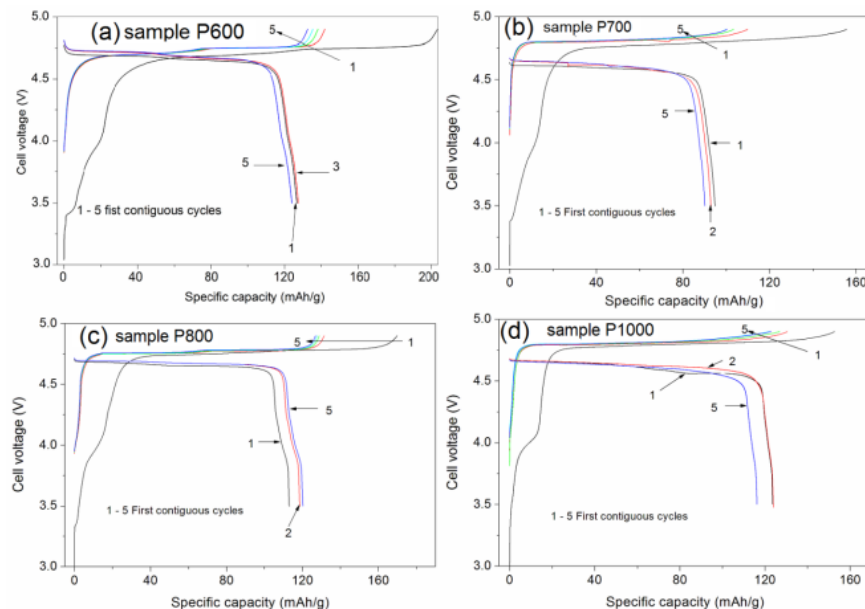 (a) sample P600
5
1
5
3
1
1 - 5 fist contiguous cycles
Cell voltage (V)
5.0
4.5
4.0
3.5
3.0
0 40 80 120 160 200
Specific capacity (mAh/g)
(b) sample P700
5
1
5
1
2
1 - 5 First contiguous cycles
Cell voltage (V)
5.0
4.5
4.0
3.5
3.0
0 40 80 120 160
Specific capacity (mAh/g)
(c) sample P800
5
1
5
1
2
1 - 5 First contiguous cycles
Cell voltage (V)
5.0
4.5
4.0
3.5
3.0
0 40 80 120 160
Specific capacity (mAh/g)
(d) sample P1000
5
1
2
1
5
1 - 5 First contiguous cycles
Cell voltage (V)
5.0
4.5
4.0
3.5
3.0
0 40 80 120 160
Specific capacity (mAh/g)